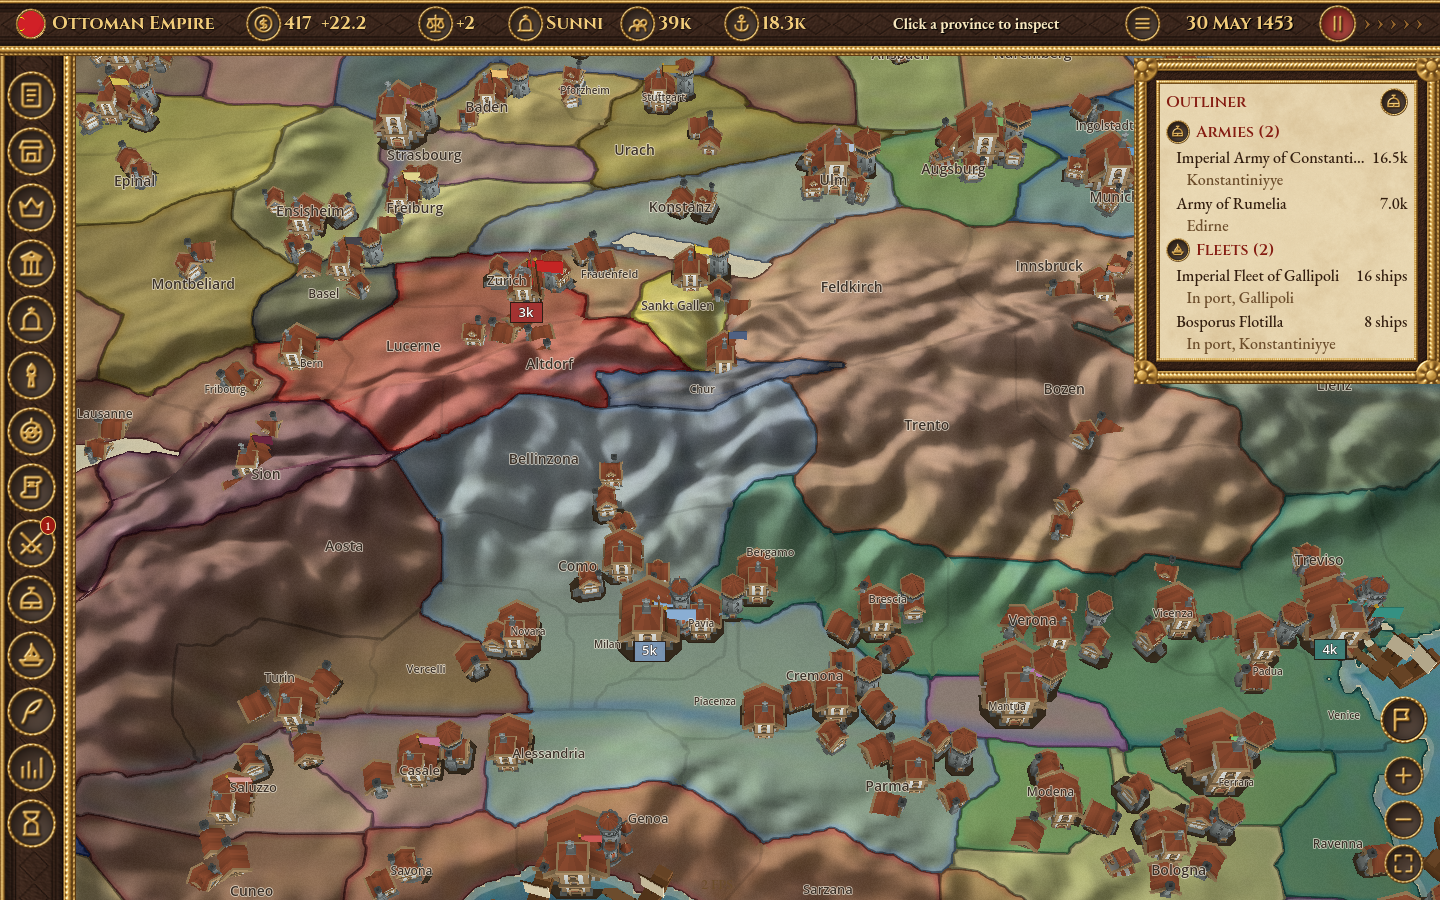 OTTOMAN EMPIRE 417 +22.2 +2 SUNNI 39K 18.3K Click a province to inspect 30 MAY 1453
OUTLINER
ARMIES (2)
Imperial Army of Constanti... 16.5k
Konstantiniyye
Army of Rumelia 7.0k
Edirne
FLEETS (2)
Imperial Fleet of Gallipoli 16 ships
In port, Gallipoli
Bosporus Flotilla 8 ships
In port, Konstantiniyye
1
Pforzheim
Stuttgart
Baden
Ingolstadt
Urach
Strasbourg
Augsburg
Epinal
Ulm
Ensisheim
Freiburg
Konstanz
Innsbruck
Frauenfeld
Zurich
Montbeliard
Feldkirch
Basel
Sankt Gallen
3k
Lucerne
Bern
Altdorf
Fribourg
Chur
Bozen
Lausanne
Trento
Bellinzona
Sion
Aosta
Bergamo
Como
Treviso
Brescia
Vicenza
Verona
Pavia
Novara
Milan
5k
4k
Vercelli
Padua
Turin
Cremona
Piacenza
Mantua
Venice
Alessandria
Casale
Ferrara
Saluzzo
Parma
Modena
Genoa
Ravenna
Savona
Bologna
Cuneo
Sarzana